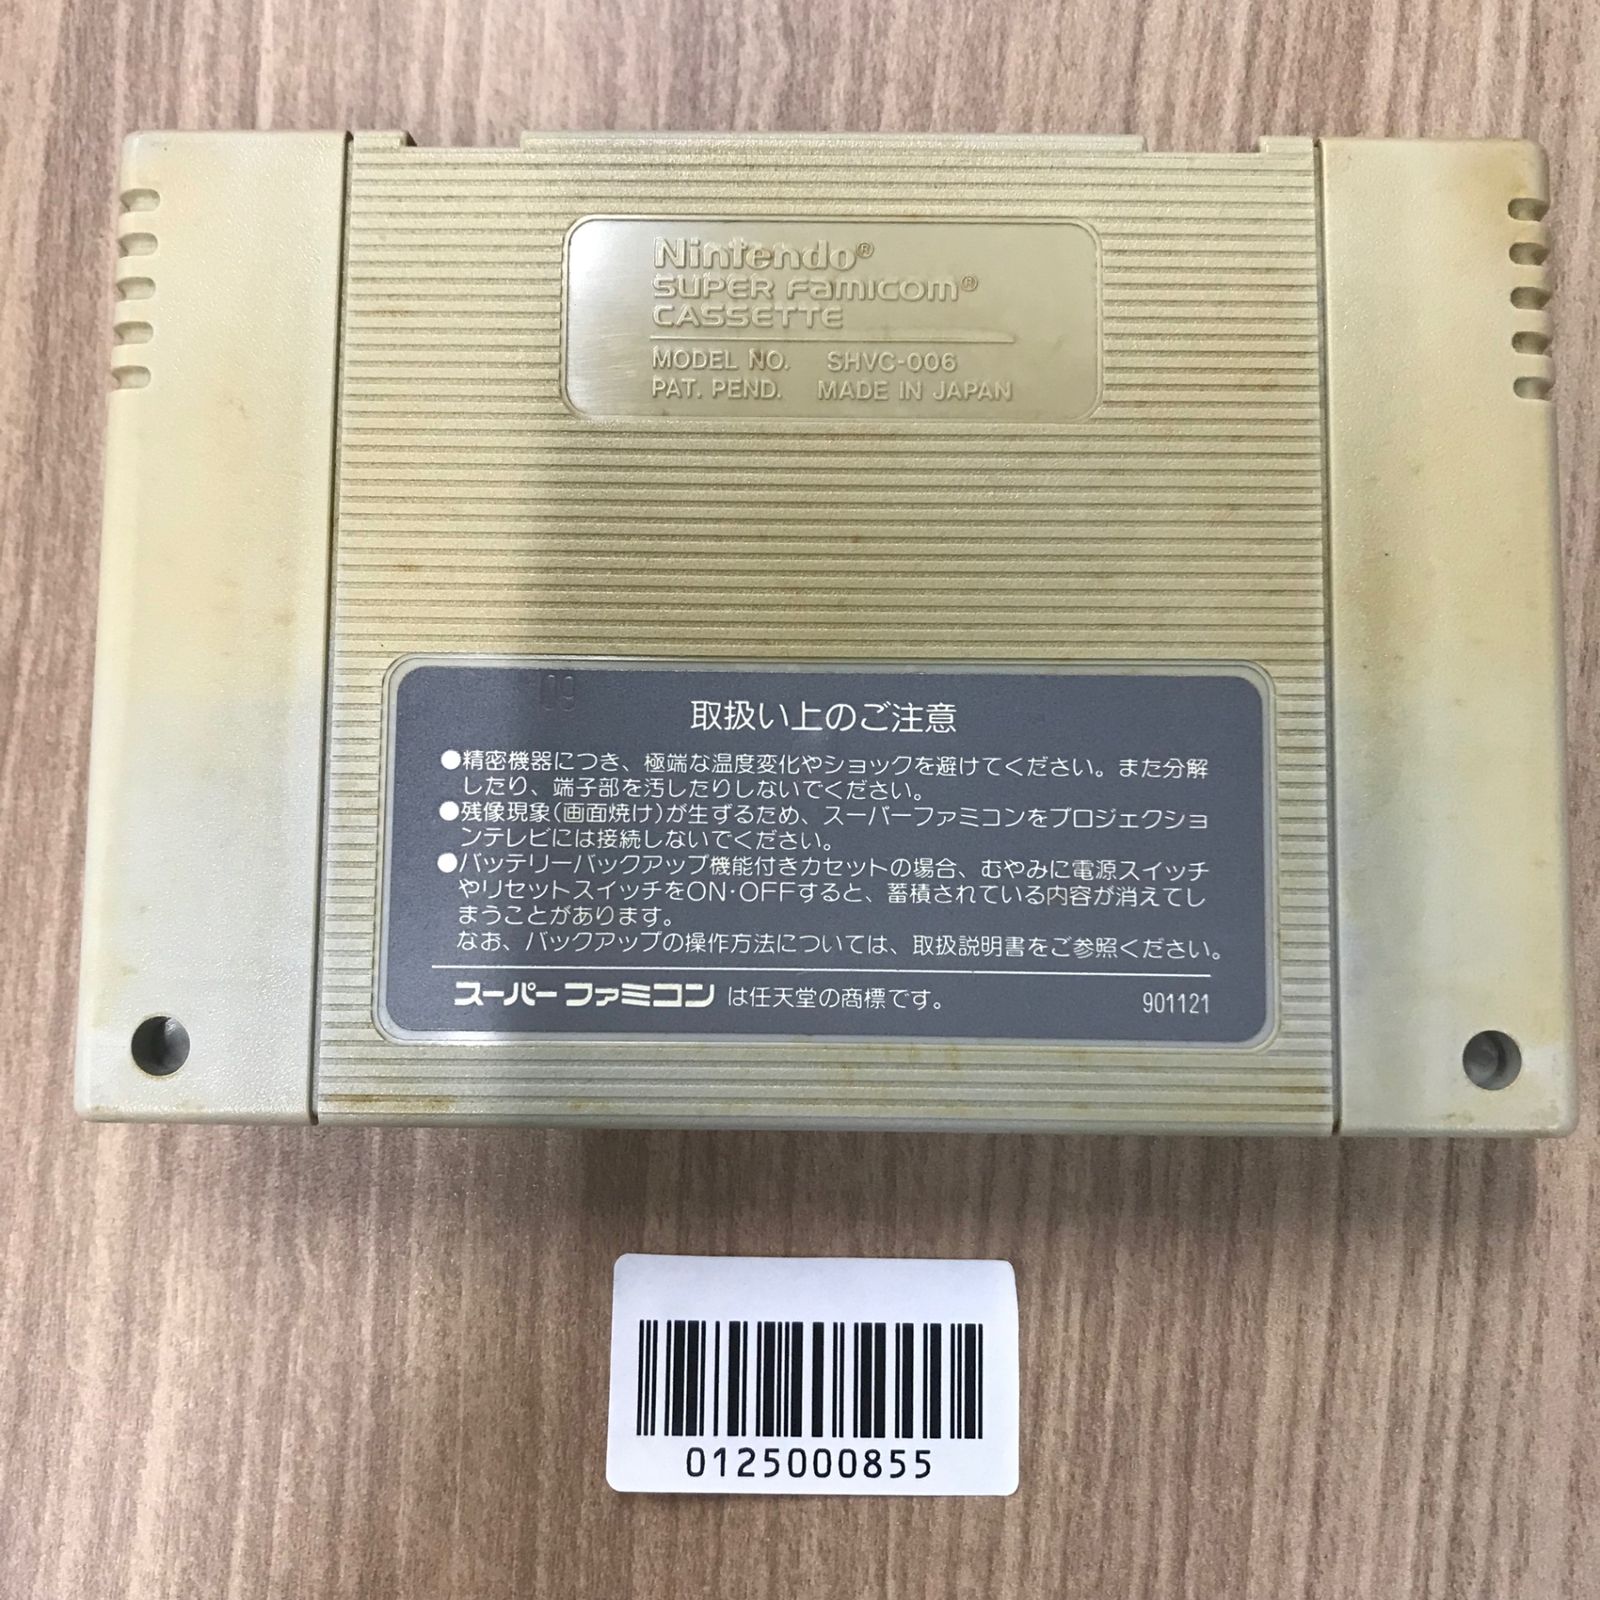 Nintendo®
SUPER Famicom®
CASSETTE
MODEL NO. SHVC-006
PAT. PEND. MADE IN JAPAN
09
取扱い上のご注意
●精密機器につき、極端な温度変化やショックを避けてください。また分解
したり、端子部を汚したりしないでください。
●残像現象(画面焼け)が生ずるため、スーパーファミコンをプロジェクショ
ンテレビには接続しないでください。
●バッテリーバックアップ機能付きカセットの場合、むやみに電源スイッチ
やリセットスイッチをON・OFFすると、蓄積されている内容が消えてし
まうことがあります。
なお、バックアップの操作方法については、取扱説明書をご参照ください。
スーパーファミコン は任天堂の商標です。 901121
0125000855